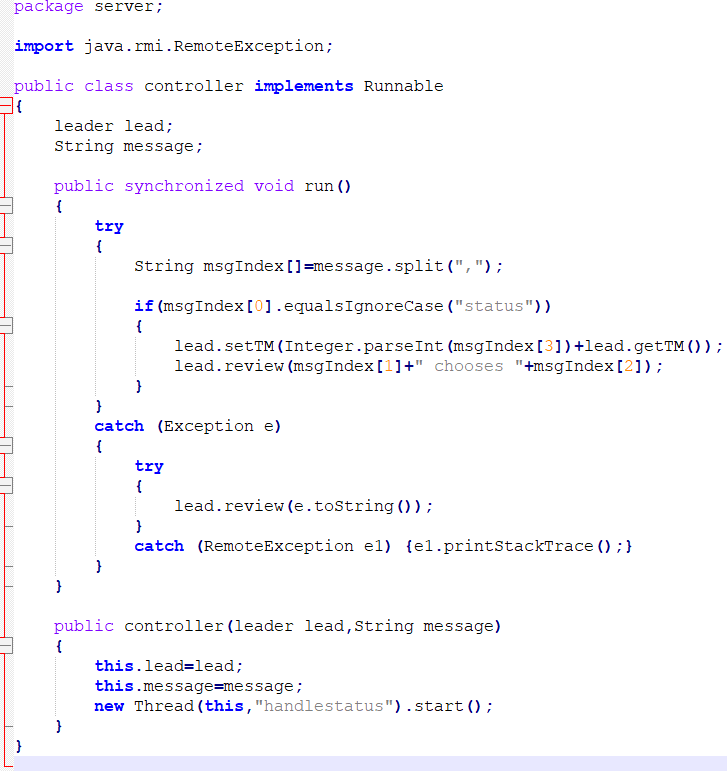 package server;
import java.rmi.RemoteException;
public class controller implements Runnable
{
leader lead;
String message;
public synchronized void run()
{
try
{
String msgIndex[]=message.split(",");
if(msgIndex[0].equalsIgnoreCase("status"))
{
lead.setTM(Integer.parseInt(msgIndex[3])+lead.getTM());
lead.review(msgIndex[1]+" chooses "+msgIndex[2]);
}
}
catch (Exception e)
{
try
{
lead.review(e.toString());
}
catch (RemoteException e1) {e1.printStackTrace();}
}
}
public controller(leader lead,String message)
{
this.lead=lead;
this.message=message;
new Thread(this,"handlestatus").start();
}
}